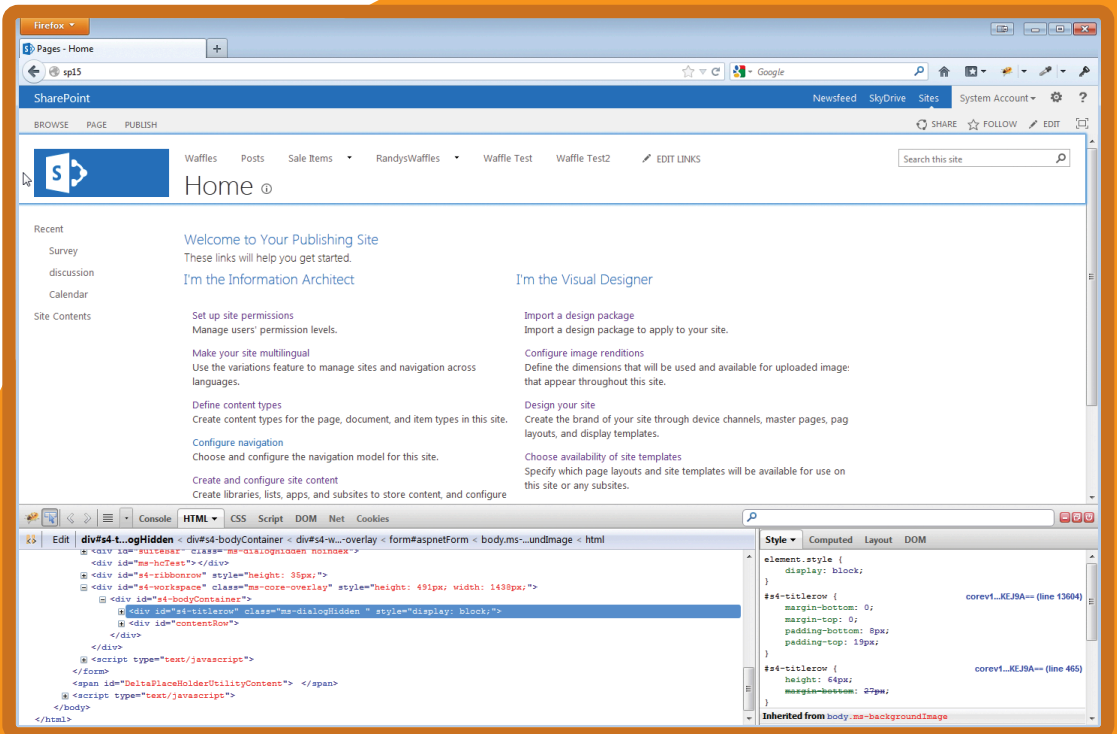 Firefox
Pages - Home
+
sp15
Google
SharePoint
Newsfeed SkyDrive Sites System Account ?
BROWSE PAGE PUBLISH
SHARE FOLLOW EDIT
S
Waffles Posts Sale Items RandysWaffles Waffle Test Waffle Test2 EDIT LINKS
Search this site
Home
Recent
Survey
discussion
Calendar
Site Contents
Welcome to Your Publishing Site
These links will help you get started.
I'm the Information Architect
Set up site permissions
Manage users' permission levels.
Make your site multilingual
Use the variations feature to manage sites and navigation across
languages.
Define content types
Create content types for the page, document, and item types in this site.
Configure navigation
Choose and configure the navigation model for this site.
Create and configure site content
Create libraries, lists, apps, and subsites to store content, and configure
I'm the Visual Designer
Import a design package
Import a design package to apply to your site.
Configure image renditions
Define the dimensions that will be used and available for uploaded images
that appear throughout this site.
Design your site
Create the brand of your site through device channels, master pages, pag
layouts, and display templates.
Choose availability of site templates
Specify which page layouts and site templates will be available for use on
this site or any subsites.
Console HTML CSS Script DOM Net Cookies
Edit div#s4-t...ogHidden < div#s4-bodyContainer < div#s4-w...-overlay < form#aspnetForm < body.ms-...undImage < html
<div id="suiteBar" class="ms-dialogHidden noindex">
<div id="ms-hcTest"></div>
<div id="s4-ribbonrow" style="height: 35px;">
<div id="s4-workspace" class="ms-core-overlay" style="height: 491px; width: 1438px;">
<div id="s4-bodyContainer">
<div id="s4-titlerow" class="ms-dialogHidden " style="display: block;">
<div id="contentRow">
</div>
</div>
<script type="text/javascript">
</form>
<span id="DeltaPlaceHolderUtilityContent"> </span>
<script type="text/javascript">
</body>
</html>
Style Computed Layout DOM
element.style {
display: block;
}
#s4-titlerow { corev1...KEJ9A== (line 13604)
margin-bottom: 0;
margin-top: 0;
padding-bottom: 8px;
padding-top: 19px;
}
#s4-titlerow { corev1...KEJ9A== (line 465)
height: 64px;
margin-bottom: 27px;
}
Inherited from body.ms-backgroundImage